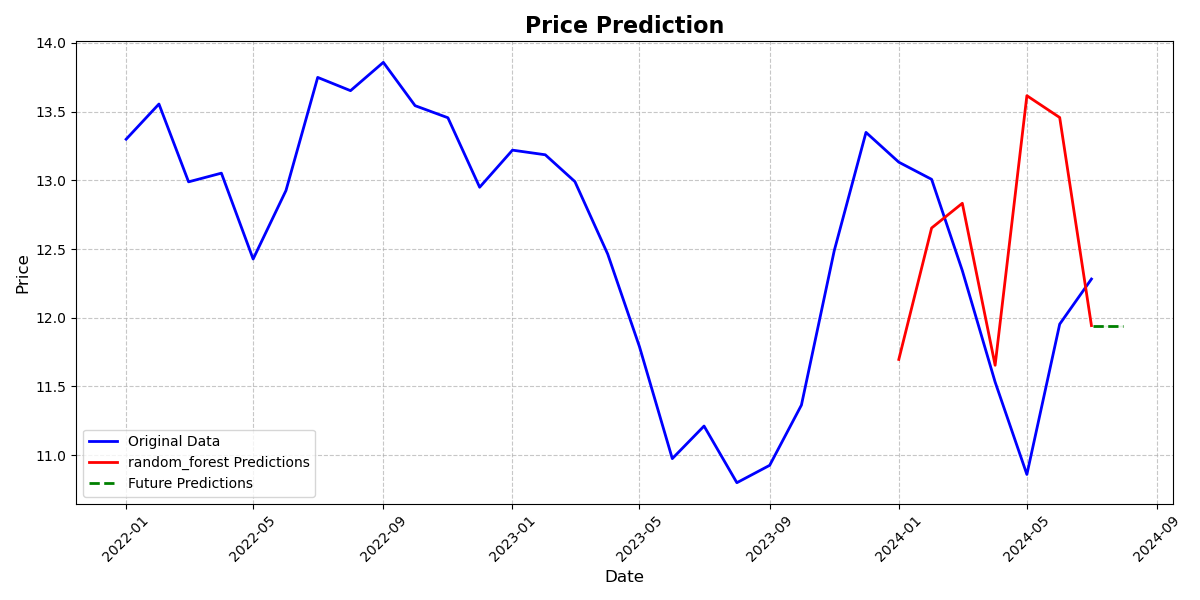 Price Prediction
14.0
13.5
13.0
12.5
12.0
11.5
11.0
Price
Original Data
random_forest Predictions
Future Predictions
2022-01
2022-05
2022-09
2023-01
2023-05
2023-09
2024-01
2024-05
2024-09
Date